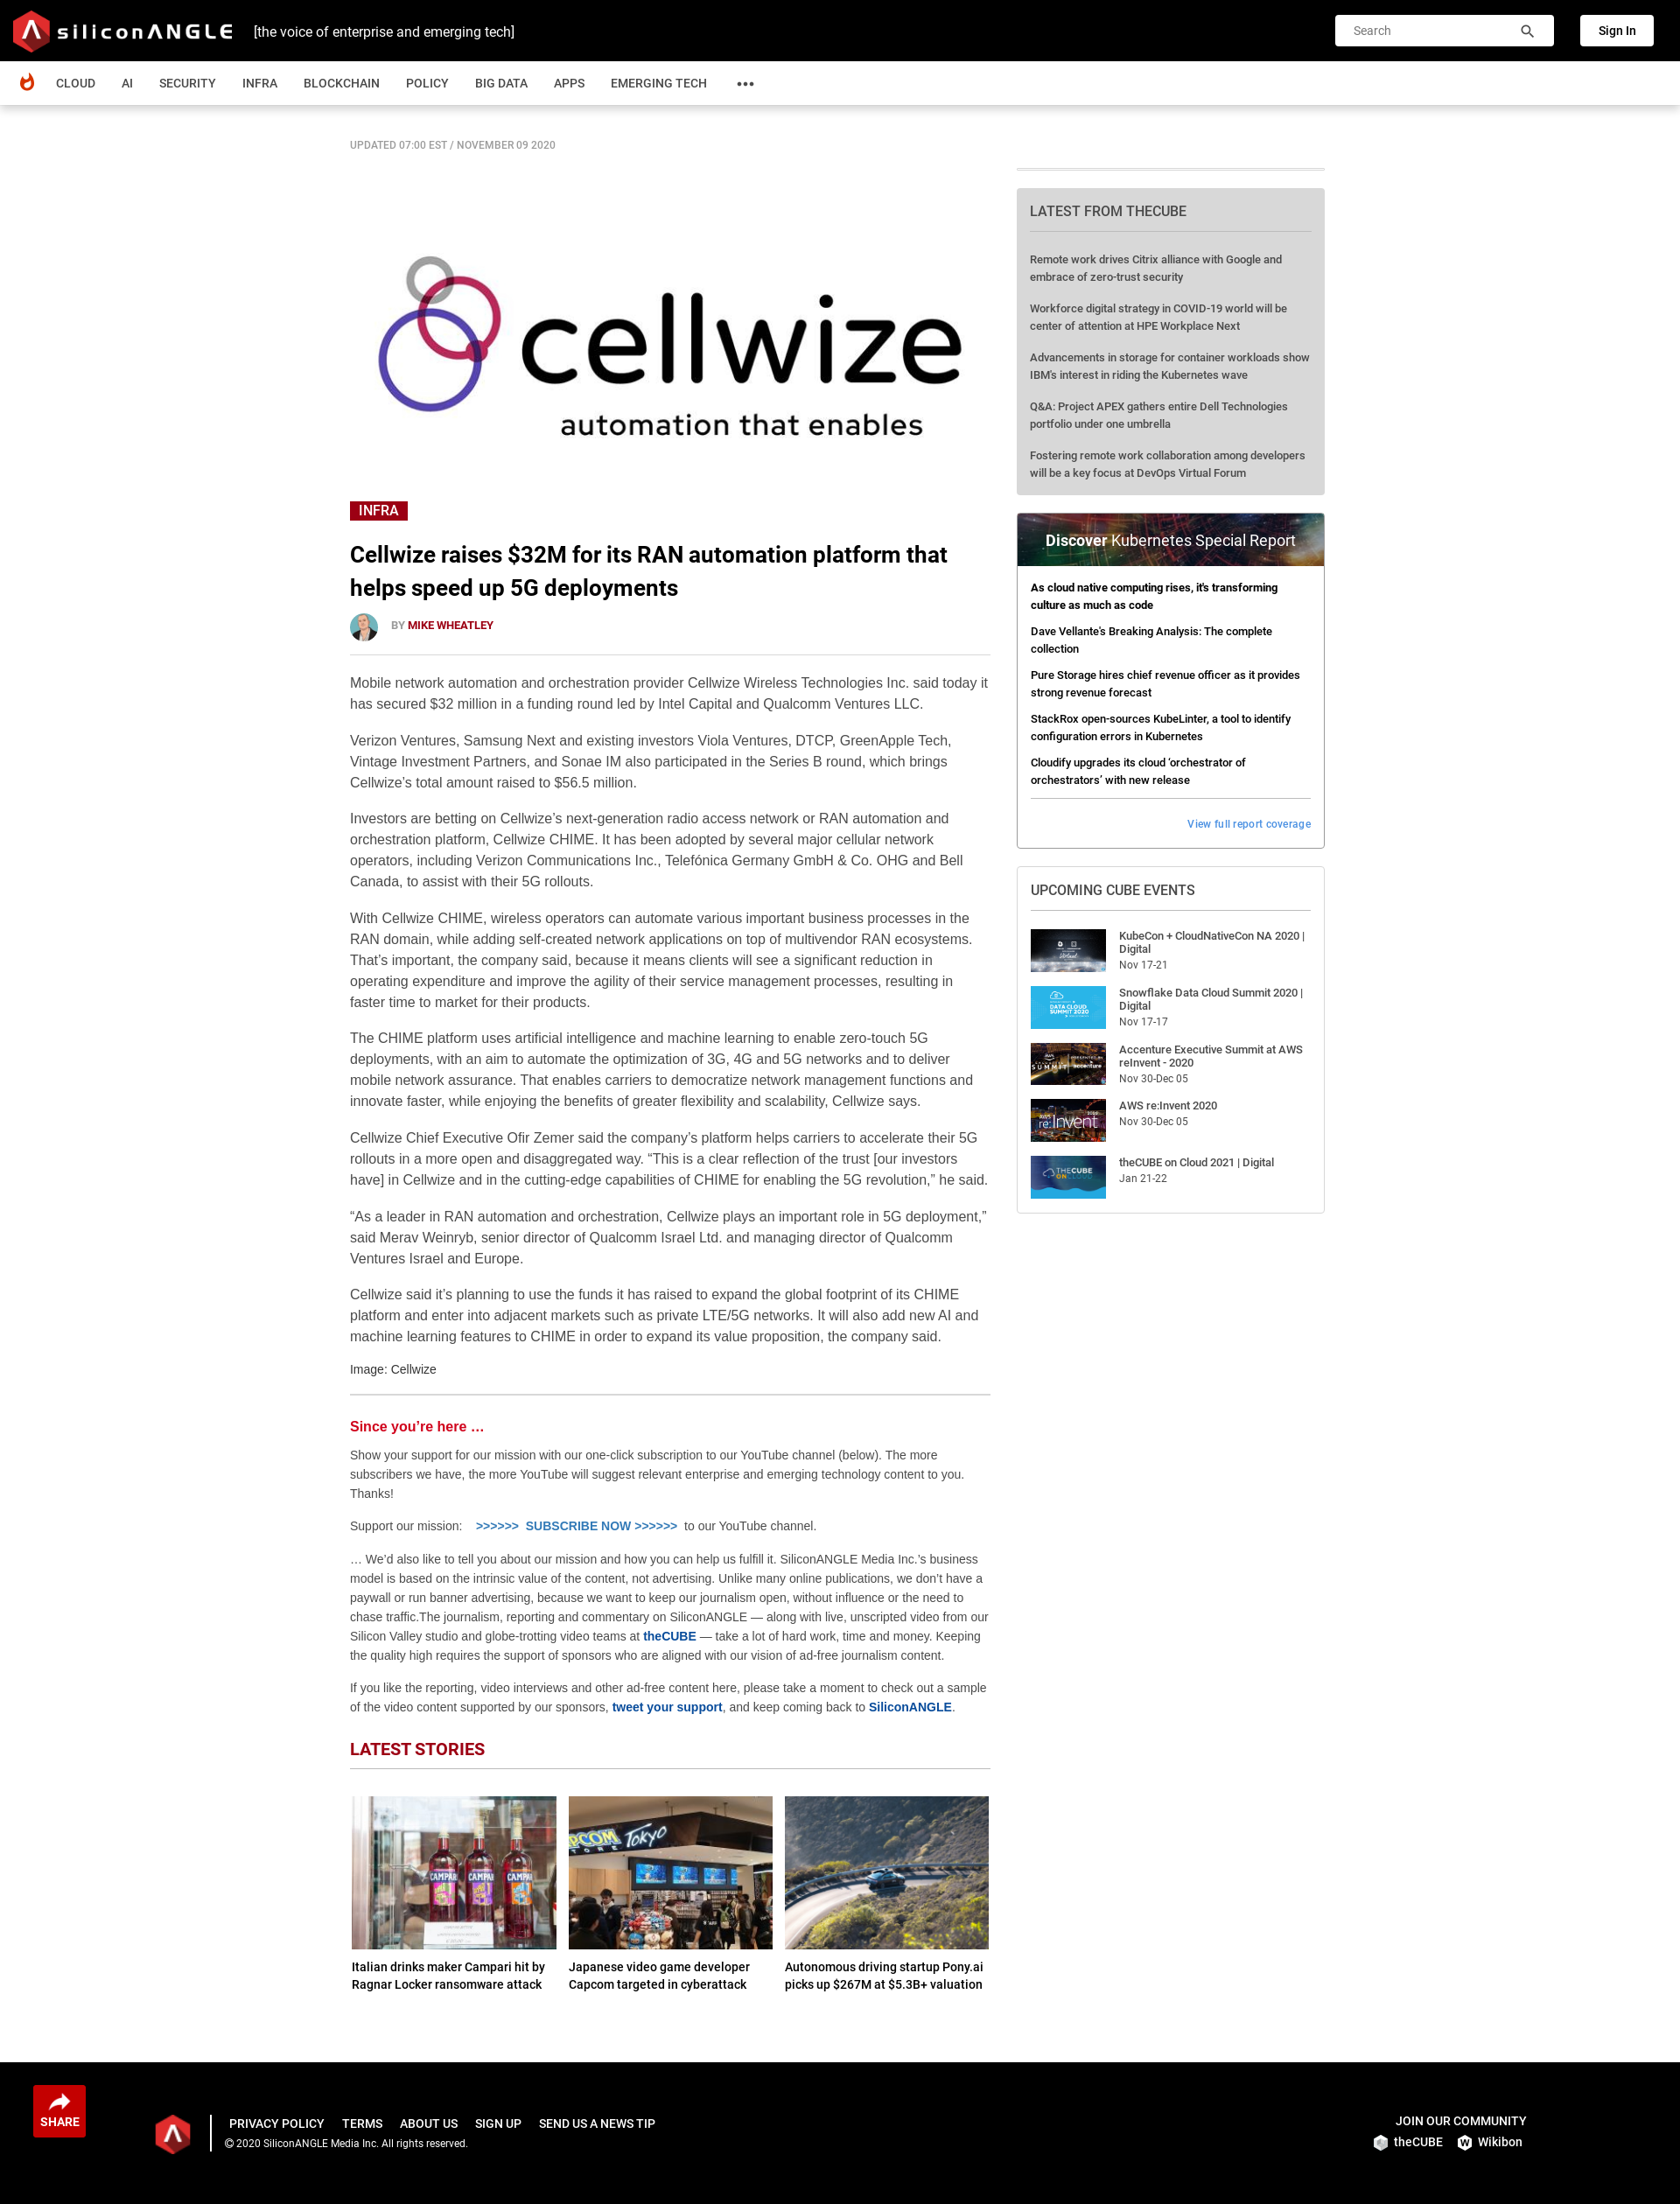 siliconANGLE
[the voice of enterprise and emerging tech]
Search
Sign In
CLOUD
AI
SECURITY
INFRA
BLOCKCHAIN
POLICY
BIG DATA
APPS
EMERGING TECH
UPDATED 07:00 EST / NOVEMBER 09 2020
cellwize
automation that enables
INFRA
Cellwize raises $32M for its RAN automation platform that
helps speed up 5G deployments
BY MIKE WHEATLEY
Mobile network automation and orchestration provider Cellwize Wireless Technologies Inc. said today it
has secured $32 million in a funding round led by Intel Capital and Qualcomm Ventures LLC.
Verizon Ventures, Samsung Next and existing investors Viola Ventures, DTCP, GreenApple Tech,
Vintage Investment Partners, and Sonae IM also participated in the Series B round, which brings
Cellwize’s total amount raised to $56.5 million.
Investors are betting on Cellwize’s next-generation radio access network or RAN automation and
orchestration platform, Cellwize CHIME. It has been adopted by several major cellular network
operators, including Verizon Communications Inc., Telefónica Germany GmbH & Co. OHG and Bell
Canada, to assist with their 5G rollouts.
With Cellwize CHIME, wireless operators can automate various important business processes in the
RAN domain, while adding self-created network applications on top of multivendor RAN ecosystems.
That’s important, the company said, because it means clients will see a significant reduction in
operating expenditure and improve the agility of their service management processes, resulting in
faster time to market for their products.
The CHIME platform uses artificial intelligence and machine learning to enable zero-touch 5G
deployments, with an aim to automate the optimization of 3G, 4G and 5G networks and to deliver
mobile network assurance. That enables carriers to democratize network management functions and
innovate faster, while enjoying the benefits of greater flexibility and scalability, Cellwize says.
Cellwize Chief Executive Ofir Zemer said the company’s platform helps carriers to accelerate their 5G
rollouts in a more open and disaggregated way. “This is a clear reflection of the trust [our investors
have] in Cellwize and in the cutting-edge capabilities of CHIME for enabling the 5G revolution,” he said.
“As a leader in RAN automation and orchestration, Cellwize plays an important role in 5G deployment,”
said Merav Weinryb, senior director of Qualcomm Israel Ltd. and managing director of Qualcomm
Ventures Israel and Europe.
Cellwize said it’s planning to use the funds it has raised to expand the global footprint of its CHIME
platform and enter into adjacent markets such as private LTE/5G networks. It will also add new AI and
machine learning features to CHIME in order to expand its value proposition, the company said.
Image: Cellwize
Since you’re here …
Show your support for our mission with our one-click subscription to our YouTube channel (below). The more
subscribers we have, the more YouTube will suggest relevant enterprise and emerging technology content to you.
Thanks!
Support our mission:    >>>>>>  SUBSCRIBE NOW >>>>>>  to our YouTube channel.
… We’d also like to tell you about our mission and how you can help us fulfill it. SiliconANGLE Media Inc.’s business
model is based on the intrinsic value of the content, not advertising. Unlike many online publications, we don’t have a
paywall or run banner advertising, because we want to keep our journalism open, without influence or the need to
chase traffic.The journalism, reporting and commentary on SiliconANGLE — along with live, unscripted video from our
Silicon Valley studio and globe-trotting video teams at theCUBE — take a lot of hard work, time and money. Keeping
the quality high requires the support of sponsors who are aligned with our vision of ad-free journalism content.
If you like the reporting, video interviews and other ad-free content here, please take a moment to check out a sample
of the video content supported by our sponsors, tweet your support, and keep coming back to SiliconANGLE.
LATEST STORIES
CAMPARI
CAPCOM
STORE
Tokyo
Italian drinks maker Campari hit by
Ragnar Locker ransomware attack
Japanese video game developer
Capcom targeted in cyberattack
Autonomous driving startup Pony.ai
picks up $267M at $5.3B+ valuation
LATEST FROM THECUBE
Remote work drives Citrix alliance with Google and
embrace of zero-trust security
Workforce digital strategy in COVID-19 world will be
center of attention at HPE Workplace Next
Advancements in storage for container workloads show
IBM's interest in riding the Kubernetes wave
Q&A: Project APEX gathers entire Dell Technologies
portfolio under one umbrella
Fostering remote work collaboration among developers
will be a key focus at DevOps Virtual Forum
Discover Kubernetes Special Report
As cloud native computing rises, it's transforming
culture as much as code
Dave Vellante's Breaking Analysis: The complete
collection
Pure Storage hires chief revenue officer as it provides
strong revenue forecast
StackRox open-sources KubeLinter, a tool to identify
configuration errors in Kubernetes
Cloudify upgrades its cloud ‘orchestrator of
orchestrators’ with new release
View full report coverage
UPCOMING CUBE EVENTS
KubeCon + CloudNativeCon NA 2020 |
Digital
Nov 17-21
DATA CLOUD
SUMMIT 2020
Snowflake Data Cloud Summit 2020 |
Digital
Nov 17-17
SUMMIT
accenture
Accenture Executive Summit at AWS
reInvent - 2020
Nov 30-Dec 05
AWS
re:Invent
AWS re:Invent 2020
Nov 30-Dec 05
THECUBE
ON CLOUD
theCUBE on Cloud 2021 | Digital
Jan 21-22
SHARE
PRIVACY POLICY
TERMS
ABOUT US
SIGN UP
SEND US A NEWS TIP
© 2020 SiliconANGLE Media Inc. All rights reserved.
JOIN OUR COMMUNITY
theCUBE
Wikibon